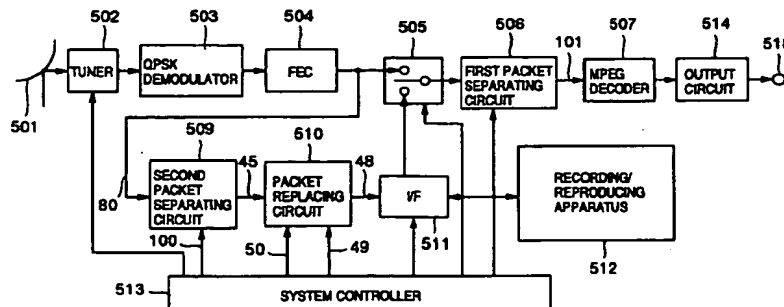 502
503
504
505
506
507
514
518
101
TUNER
QPSK
DEMODULATOR
FEC
FIRST PACKET
SEPARATING
CIRCUIT
MPEG
DECODER
OUTPUT
CIRCUIT
501
509
510
80
45
48
SECOND
PACKET
SEPARATING
CIRCUIT
PACKET
REPLACING
CIRCUIT
I/F
RECORDING/
REPRODUCING
APPARATUS
100
50
49
511
512
513
SYSTEM CONTROLLER